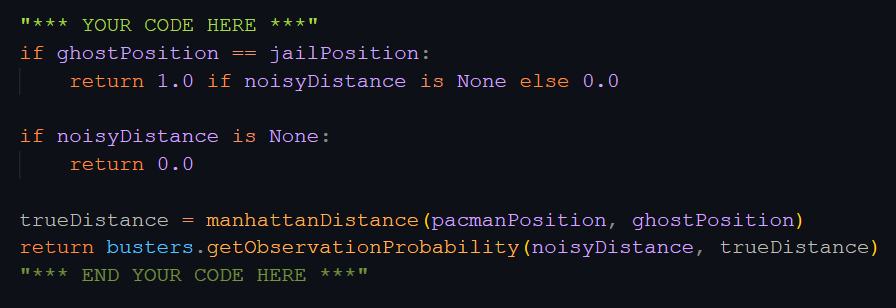 "*** YOUR CODE HERE ***"
if ghostPosition == jailPosition:
return 1.0 if noisyDistance is None else 0.0
if noisyDistance is None:
return 0.0
trueDistance = manhattanDistance(pacmanPosition, ghostPosition)
return busters.getObservationProbability(noisyDistance, trueDistance)
"*** END YOUR CODE HERE ***"